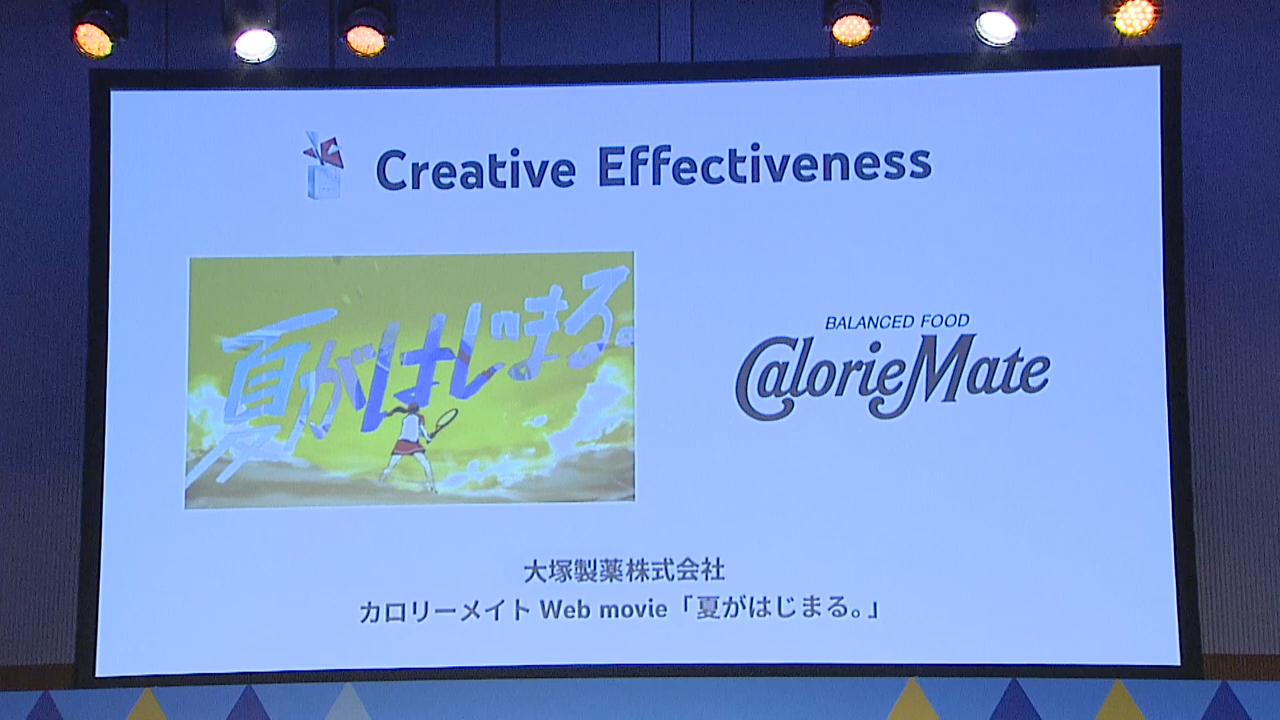 Creative Effectiveness
夏がはじまる。
BALANCED FOOD
CalorieMate
大塚製薬株式会社
カロリーメイト Web movie「夏がはじまる。」